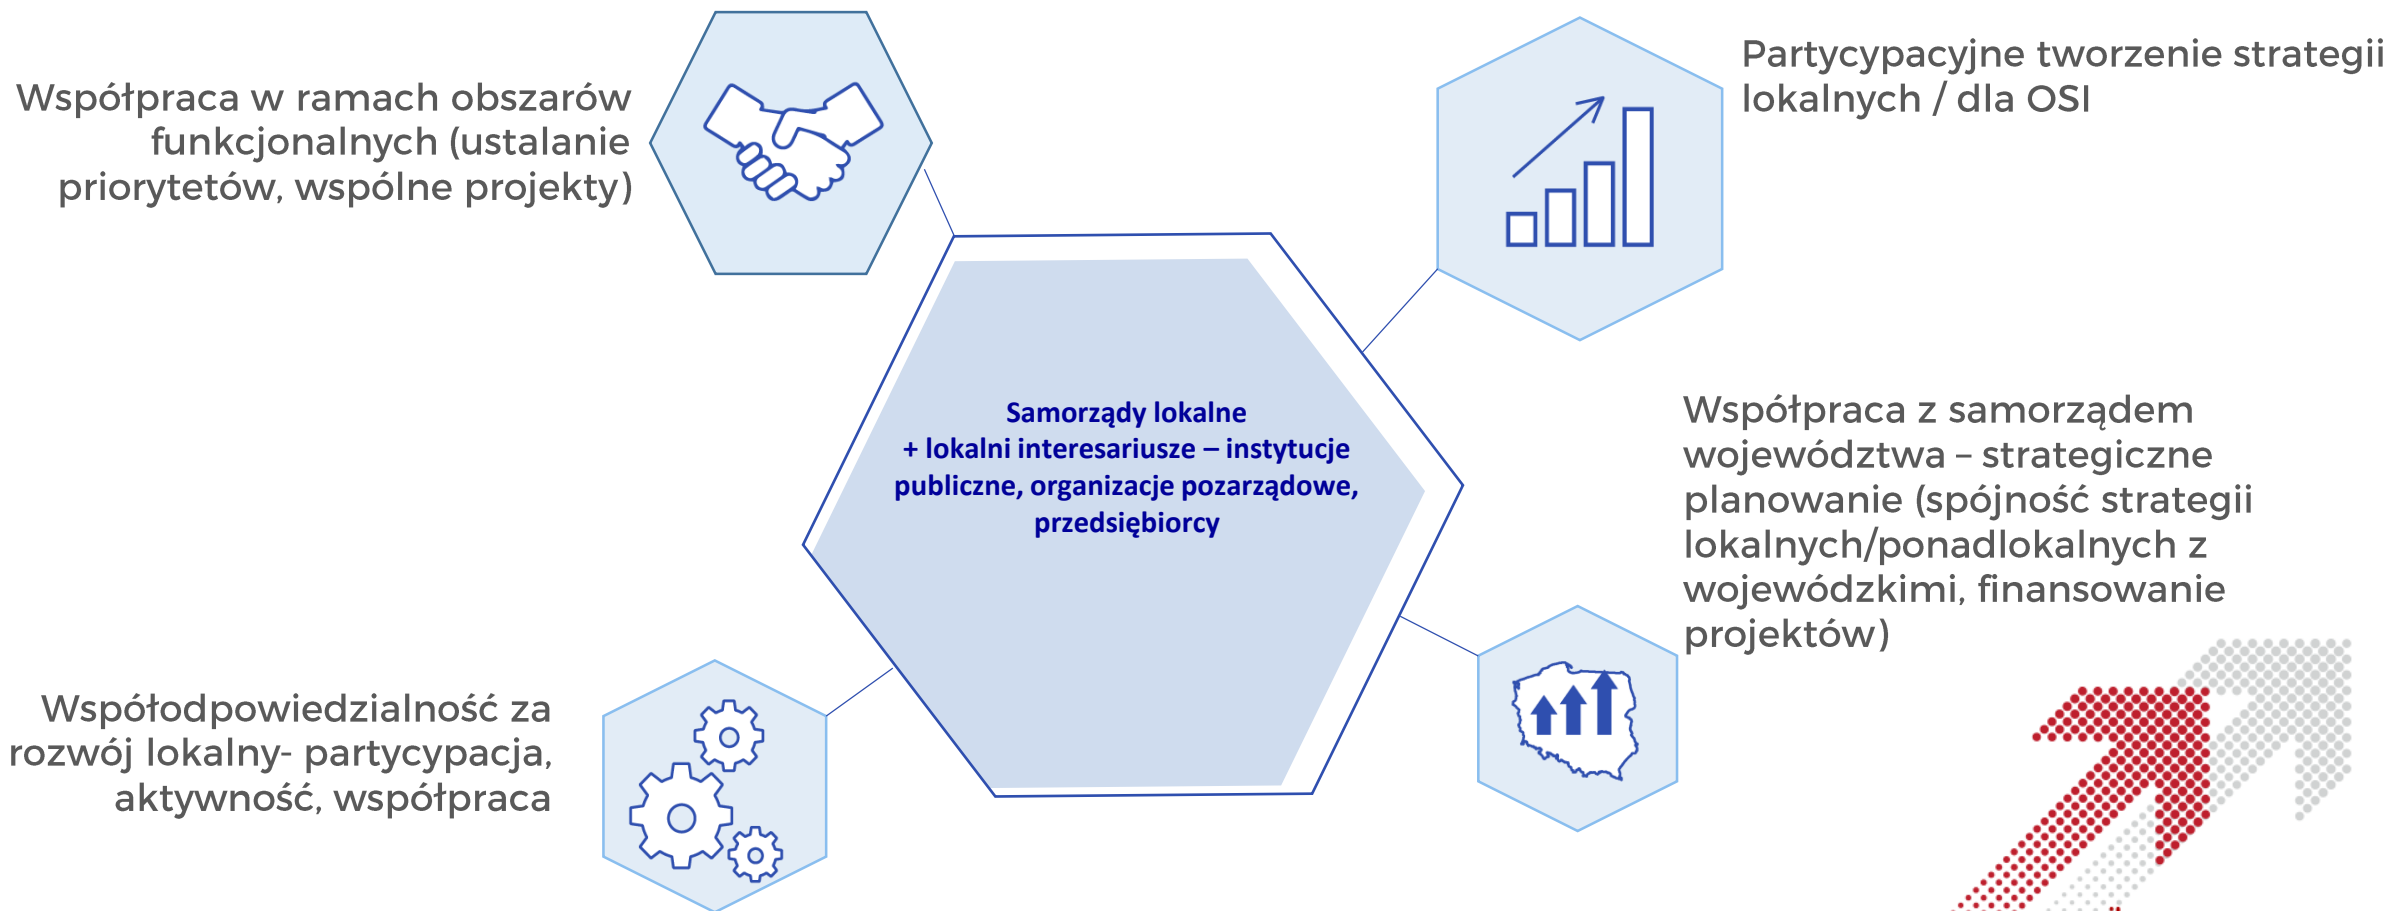 Współpraca w ramach obszarów
funkcjonalnych (ustalanie
priorytetów, wspólne projekty)
Partycypacyjne tworzenie strategii
lokalnych / dla OSI
Samorządy lokalne
+ lokalni interesariusze – instytucje
publiczne, organizacje pozarządowe,
przedsiębiorcy
Współpraca z samorządem
województwa – strategiczne
planowanie (spójność strategii
lokalnych/ponadlokalnych z
wojewódzkimi, finansowanie
projektów)
Współodpowiedzialność za
rozwój lokalny- partycypacja,
aktywność, współpraca